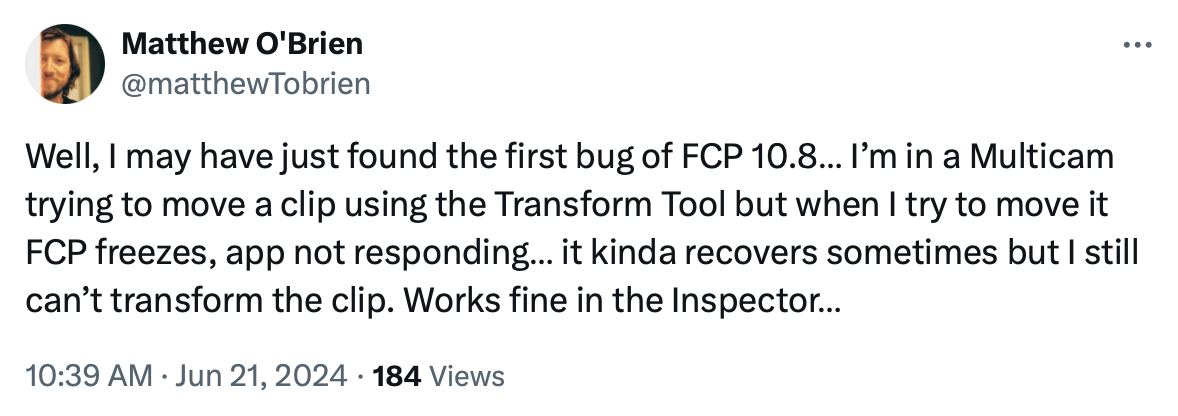 Matthew O'Brien
@matthewTobrien
Well, I may have just found the first bug of FCP 10.8... I’m in a Multicam
trying to move a clip using the Transform Tool but when I try to move it
FCP freezes, app not responding... it kinda recovers sometimes but I still
can’t transform the clip. Works fine in the Inspector...
10:39 AM · Jun 21, 2024 · 184 Views